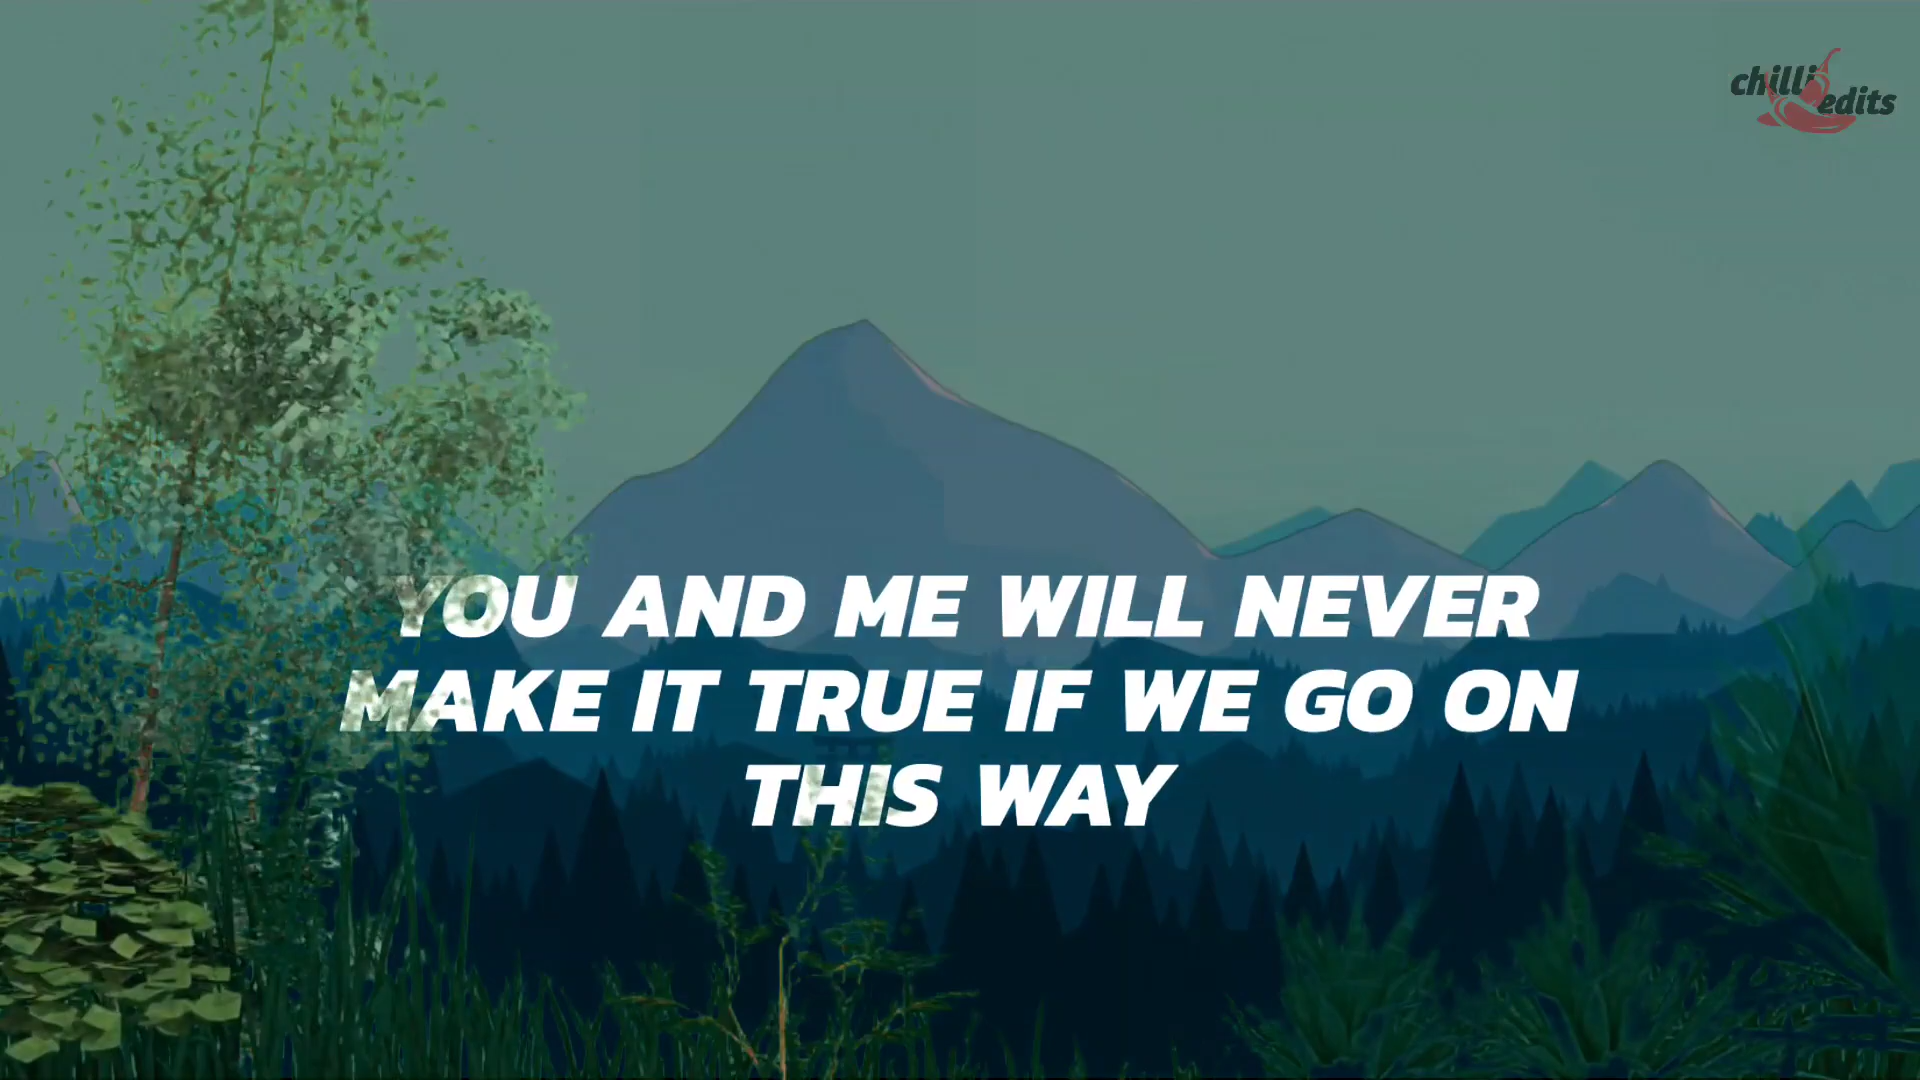 chilli
edits
YOU AND ME WILL NEVER
MAKE IT TRUE IF WE GO ON
THIS WAY